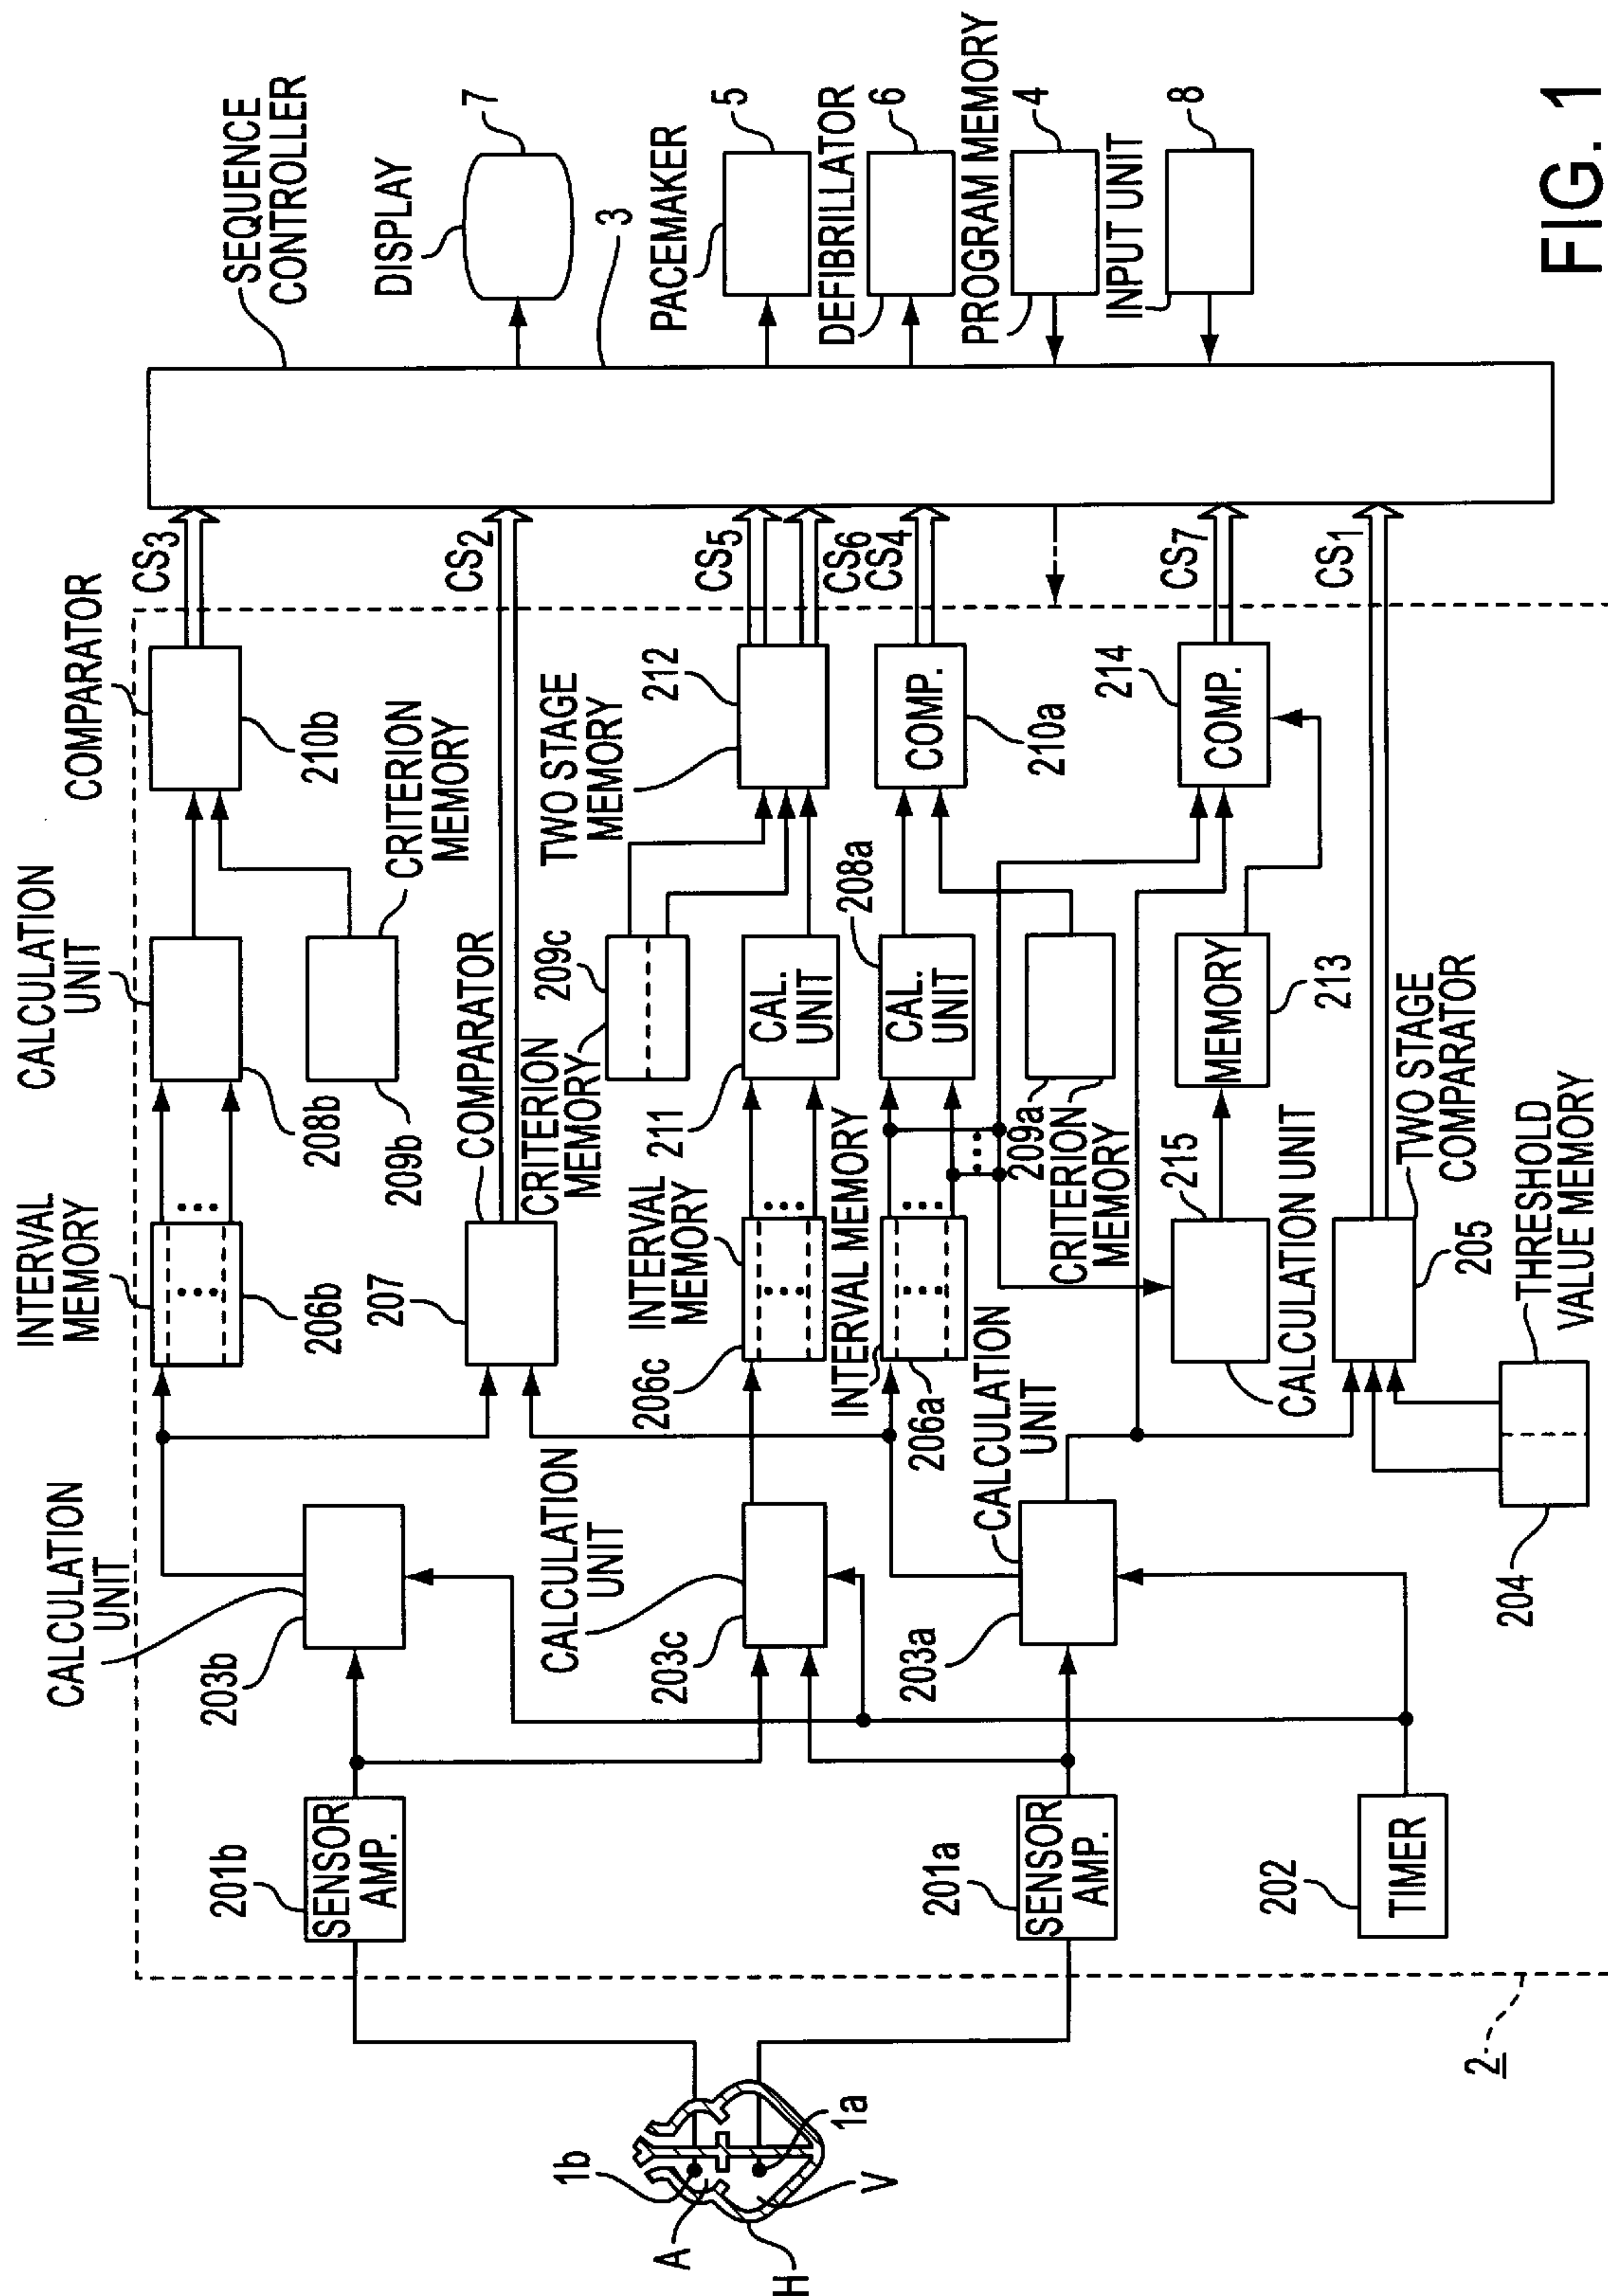 SEQUENCE
CONTROLLER
DISPLAY
7
3
PACEMAKER
5
DEFIBRILLATOR
6
PROGRAM MEMORY
4
INPUT UNIT
8
CS3
CS2
CS5
CS6
CS4
CS7
CS1
COMPARATOR
210b
CRITERION
MEMORY
TWO STAGE
MEMORY
212
COMP.
210a
214
COMP.
CALCULATION
UNIT
208b
209b
COMPARATOR
CRITERION
MEMORY
209c
CAL.
UNIT
211
208a
CAL.
UNIT
209a
CRITERION
MEMORY
MEMORY
213
215
CALCULATION UNIT
TWO STAGE
COMPARATOR
205
THRESHOLD
VALUE MEMORY
204
INTERVAL
MEMORY
206b
207
INTERVAL
MEMORY
206c
INTERVAL MEMORY
206a
CALCULATION
UNIT
203b
CALCULATION
UNIT
203c
CALCULATION
UNIT
203a
201b
SENSOR
AMP.
201a
SENSOR
AMP.
202
TIMER
2
1b
1a
A
V
H
FIG. 1